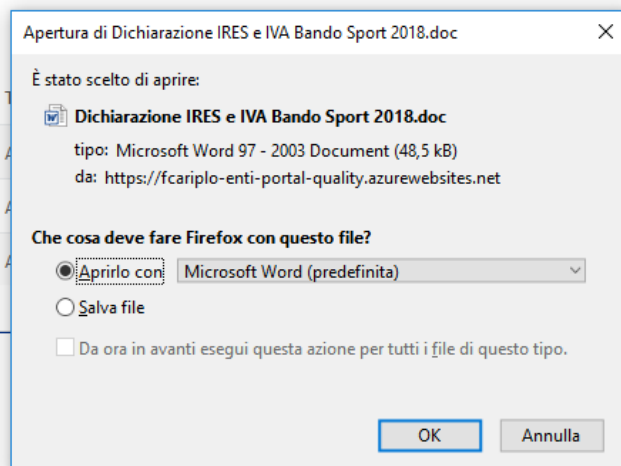 Apertura di Dichiarazione IRES e IVA Bando Sport 2018.doc
È stato scelto di aprire:
Dichiarazione IRES e IVA Bando Sport 2018.doc
tipo: Microsoft Word 97 - 2003 Document (48,5 kB)
da: https://fcariplo-enti-portal-quality.azurewebsites.net
Che cosa deve fare Firefox con questo file?
Aprirlo con Microsoft Word (predefinita)
Salva file
Da ora in avanti esegui questa azione per tutti i file di questo tipo.
OK Annulla